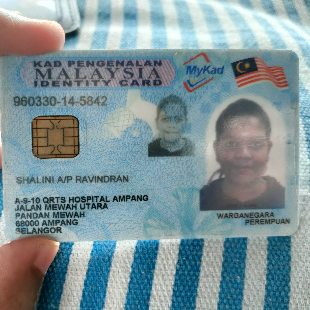 KAD PENGENALAN
MALAYSIA
IDENTITY CARD
MyKad
960330-14-5842
SHALINI A/P RAVINDRAN
A-9-10 QRTS HOSPITAL AMPANG
JALAN MEWAH UTARA
PANDAN MEWAH
68000 AMPANG
SELANGOR
WARGANEGARA
PEREMPUAN